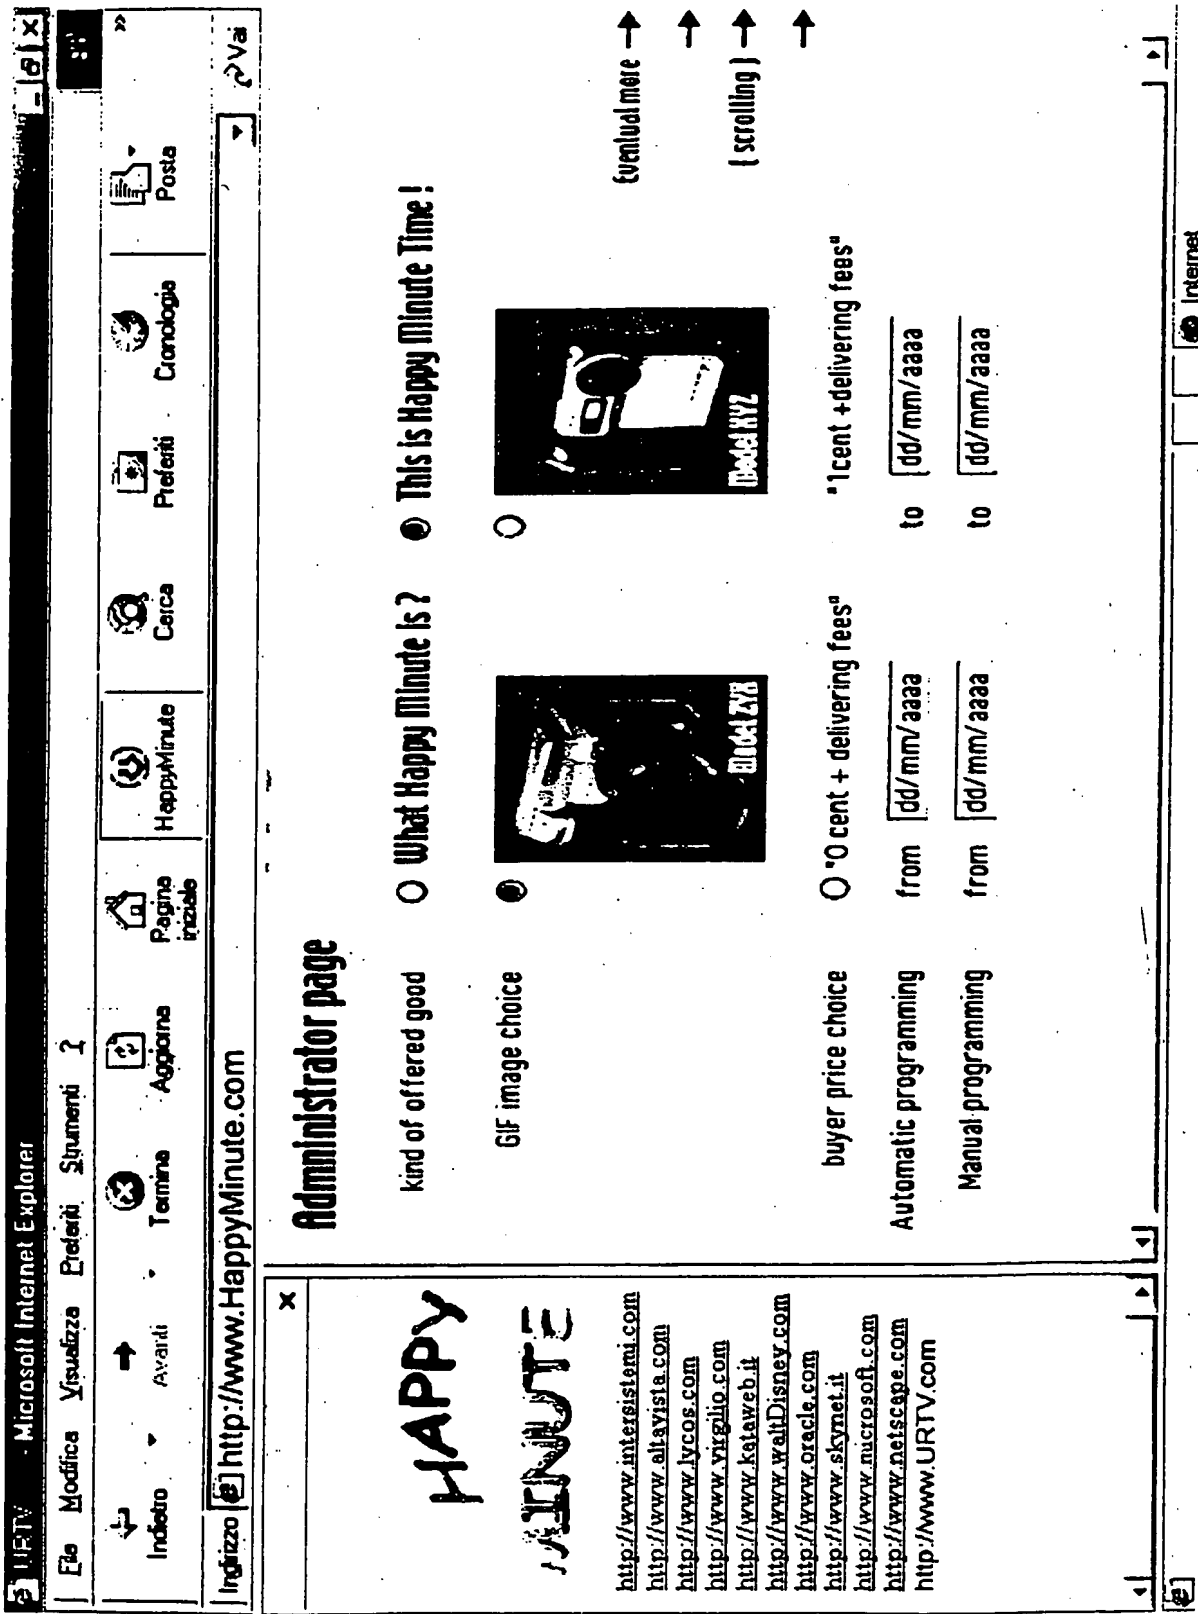 URTV - Microsoft Internet Explorer
File Modifica Visualizza Preferiti Strumenti ?
Indietro Avanti Termina Aggiorna Pagina iniziale HappyMinute Cerca Preferiti Cronologia Posta »
Indirizzo http://www.HappyMinute.com Vai
HAPPY
MINUTE
http://www.intersistemi.com
http://www.altavista.com
http://www.lycos.com
http://www.virgilio.com
http://www.kataweb.it
http://www.waltDisney.com
http://www.oracle.com
http://www.skynet.it
http://www.microsoft.com
http://www.netscape.com
http://www.URTV.com
Administrator page
kind of offered good What Happy Minute is ? This is Happy Minute Time !
GIF image choice
Model ZYX Model XYZ
Eventual more
( scrolling )
buyer price choice "0 cent + delivering fees" "1cent +delivering fees"
Automatic programming from dd/mm/aaaa to dd/mm/aaaa
Manual programming from dd/mm/aaaa to dd/mm/aaaa
Internet